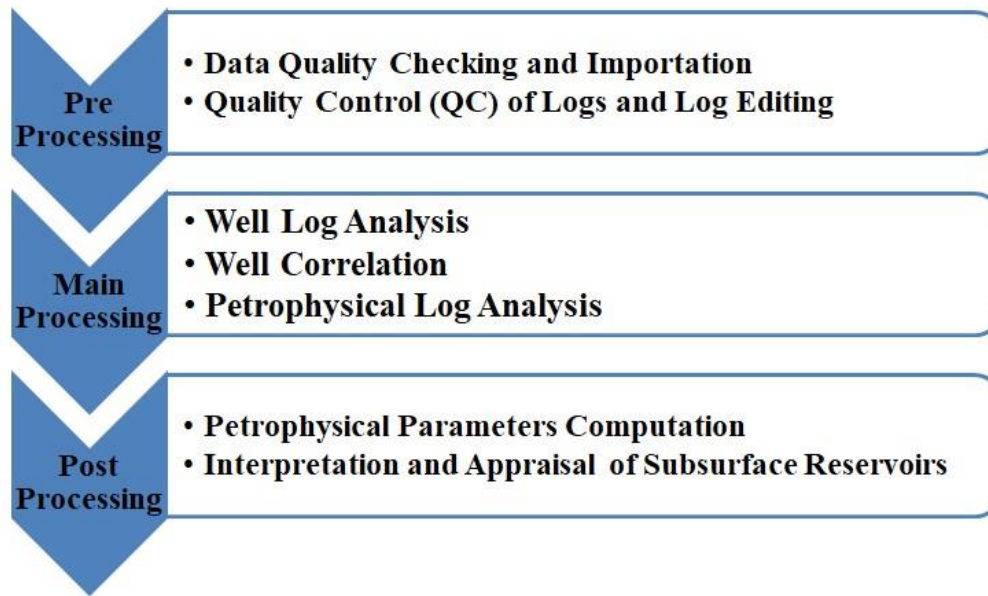 Pre
Processing
• Data Quality Checking and Importation
• Quality Control (QC) of Logs and Log Editing
Main
Processing
• Well Log Analysis
• Well Correlation
• Petrophysical Log Analysis
Post
Processing
• Petrophysical Parameters Computation
• Interpretation and Appraisal of Subsurface Reservoirs